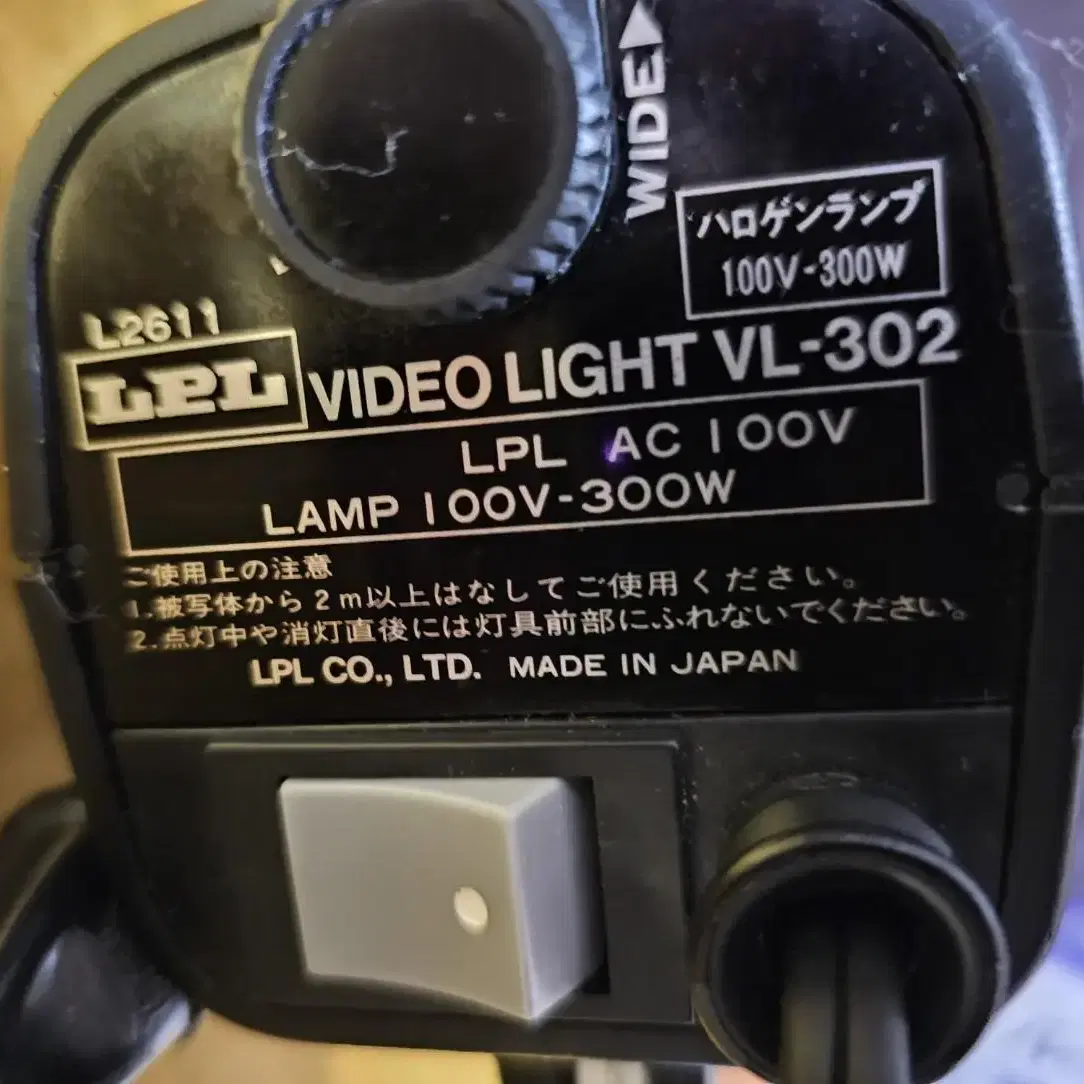 WIDE▶
ハロゲンランプ
100V-300W
L2611
LPL VIDEO LIGHT VL-302
LPL AC 100V
LAMP 100V-300W
ご使用上の注意
1.被写体から2m以上はなしてご使用ください。
2.点灯中や消灯直後には灯具前部にふれないでください。
LPL CO., LTD. MADE IN JAPAN